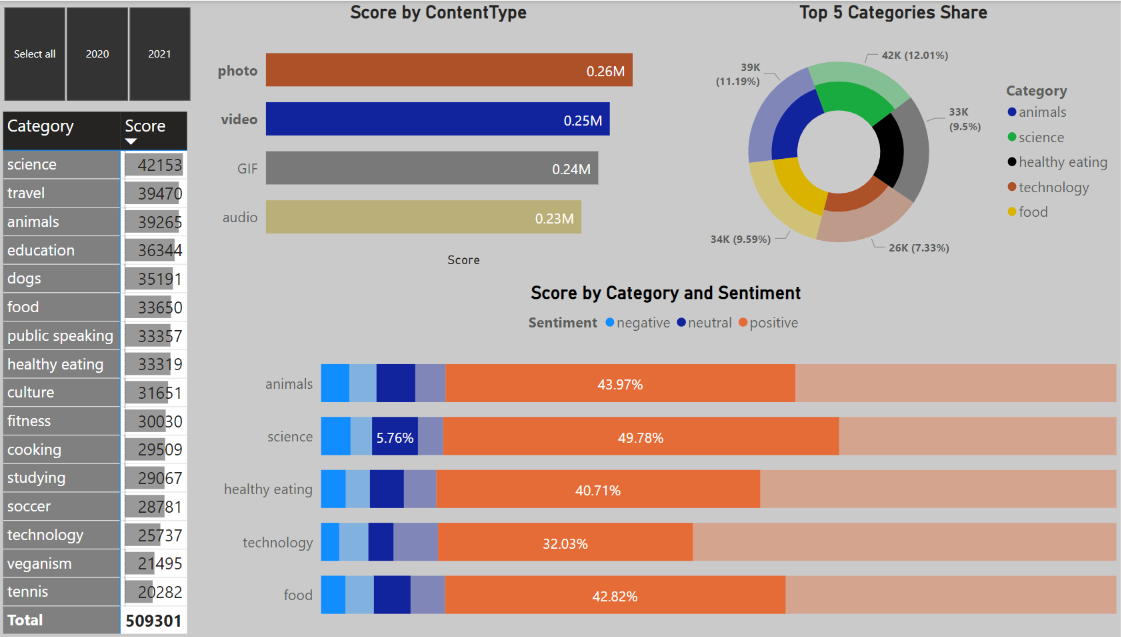 Select all
2020
2021
Category Score
science 42153
travel 39470
animals 39265
education 36344
dogs 35191
food 33650
public speaking 33357
healthy eating 33319
culture 31651
fitness 30030
cooking 29509
studying 29067
soccer 28781
technology 25737
veganism 21495
tennis 20282
Total 509301
Score by ContentType
photo 0.26M
video 0.25M
GIF 0.24M
audio 0.23M
Score
Top 5 Categories Share
39K
(11.19%)
42K (12.01%)
33K
(9.5%)
34K (9.59%)
26K (7.33%)
Category
animals
science
healthy eating
technology
food
Score by Category and Sentiment
Sentiment negative neutral positive
animals 43.97%
science 5.76% 49.78%
healthy eating 40.71%
technology 32.03%
food 42.82%